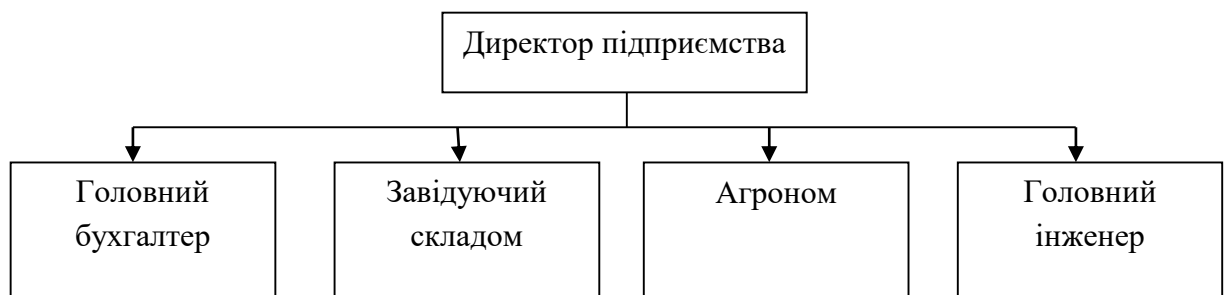 Директор підприємства
Головний
бухгалтер
Завідуючий
складом
Агроном
Головний
інженер